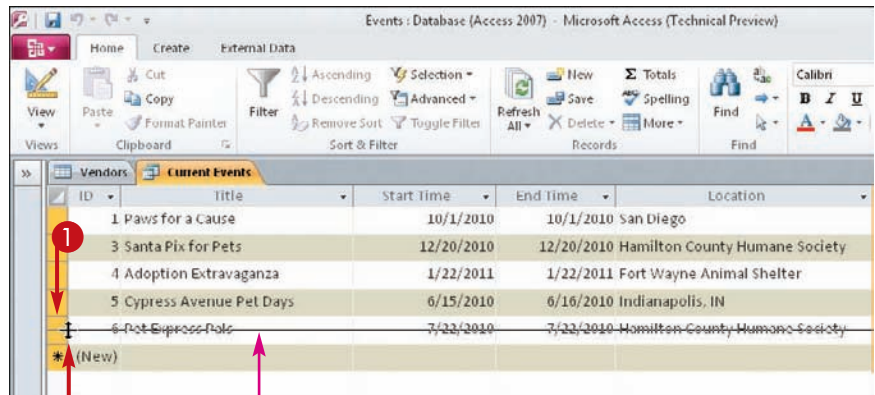 Events : Database (Access 2007) - Microsoft Access (Technical Preview)
Home Create External Data
View
Views
Paste
Cut
Copy
Format Painter
Clipboard
Filter
Ascending
Descending
Remove Sort
Selection
Advanced
Toggle Filter
Sort & Filter
Refresh
All
New
Save
Delete
Σ Totals
Spelling
More
Records
Find
Find
Calibri
B I U
A
» Vendors Current Events
ID Title Start Time End Time Location
1 Paws for a Cause 10/1/2010 10/1/2010 San Diego
3 Santa Pix for Pets 12/20/2010 12/20/2010 Hamilton County Humane Society
4 Adoption Extravaganza 1/22/2011 1/22/2011 Fort Wayne Animal Shelter
5 Cypress Avenue Pet Days 6/15/2010 6/16/2010 Indianapolis, IN
6 Pet Express Pals 7/22/2010 7/22/2010 Hamilton County Humane Society
* (New)
1